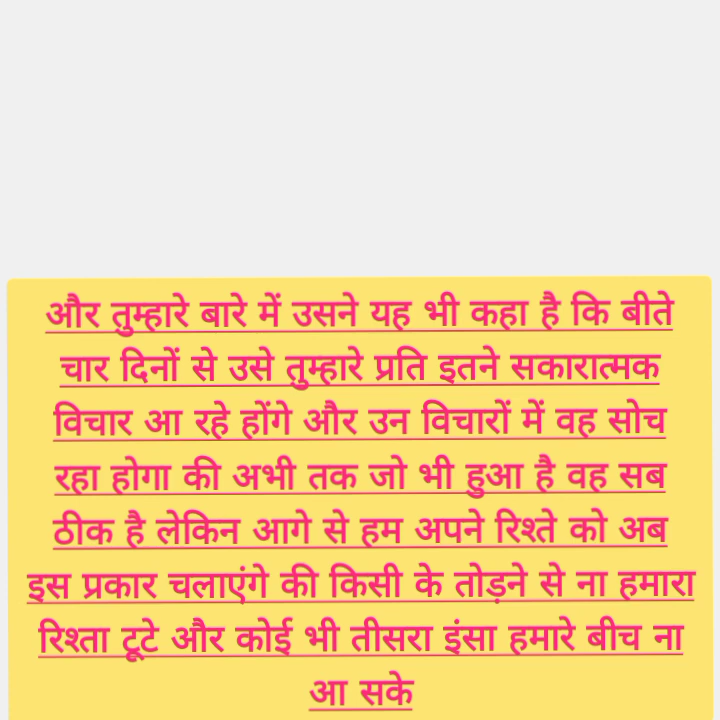 और तुम्हारे बारे में उसने यह भी कहा है कि बीते
चार दिनों से उसे तुम्हारे प्रति इतने सकारात्मक
विचार आ रहे होंगे और उन विचारों में वह सोच
रहा होगा की अभी तक जो भी हुआ है वह सब
ठीक है लेकिन आगे से हम अपने रिश्ते को अब
इस प्रकार चलाएंगे की किसी के तोड़ने से ना हमारा
रिश्ता टूटे और कोई भी तीसरा इंसा हमारे बीच ना
आ सके